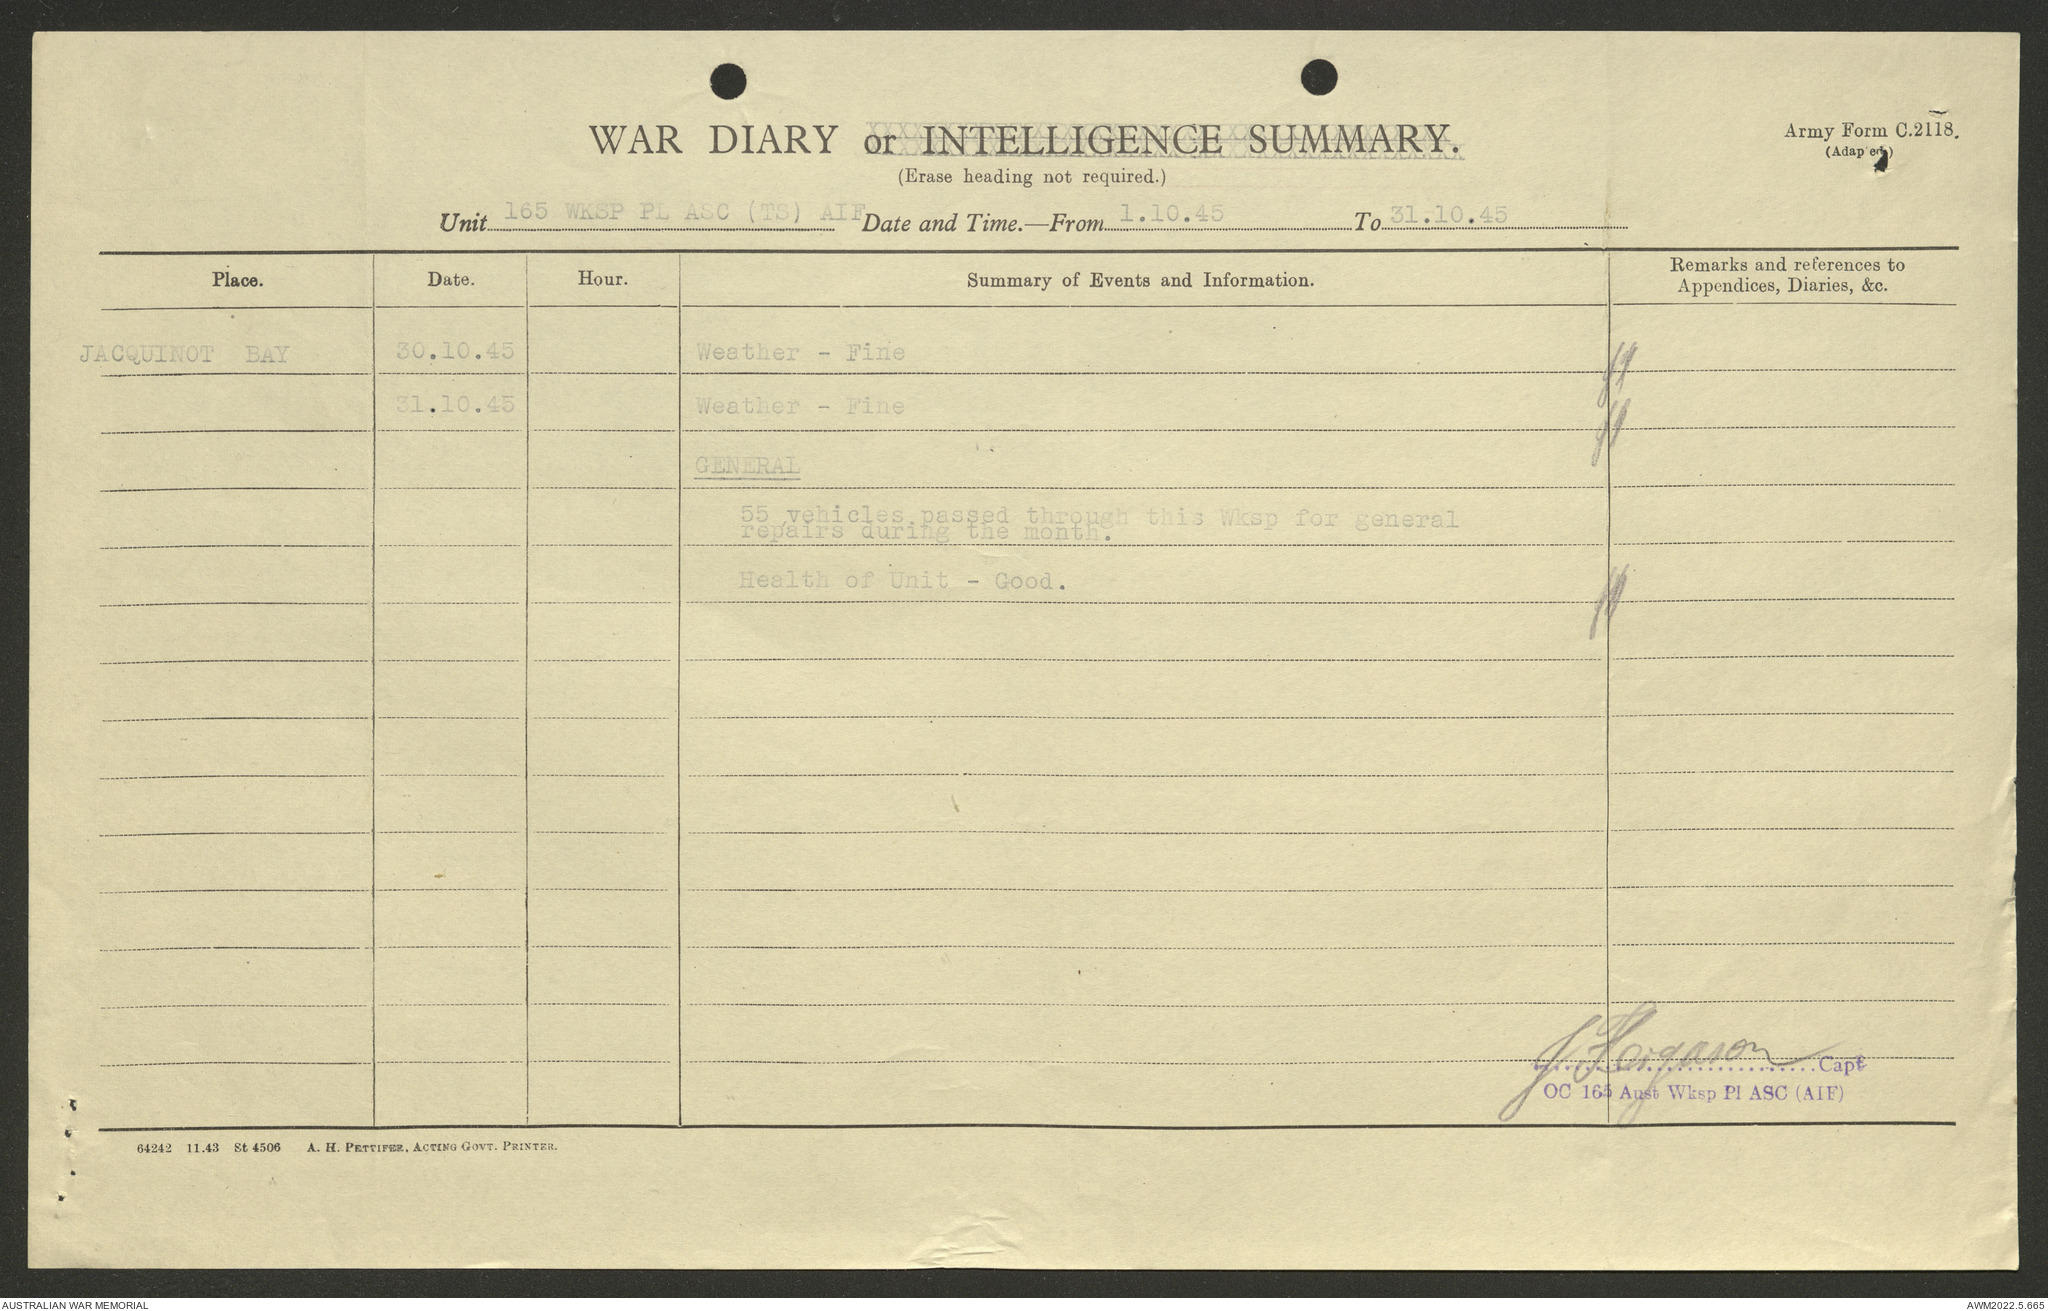 WAR DIARY or INTELLIGENCE SUMMARY.
(Erase heading not required.)
Army Form C.2118.
(Adapted)
Unit 165 WKSP PL ASC (TS) AIF Date and Time.—From 1.10.45 To 31.10.45
Place. Date. Hour. Summary of Events and Information. Remarks and references to
Appendices, Diaries, &c.
JACQUINOT BAY 30.10.45 Weather - Fine
31.10.45 Weather - Fine
GENERAL
55 vehicles passed through this Wksp for general
repairs during the month.
Health of Unit - Good.
Capt
OC 165 Aust Wksp Pl ASC (AIF)
64242 11.43 St 4506 A. H. PETTIFER, ACTING GOVT. PRINTER.
AUSTRALIAN WAR MEMORIAL
AWM2022.5.665